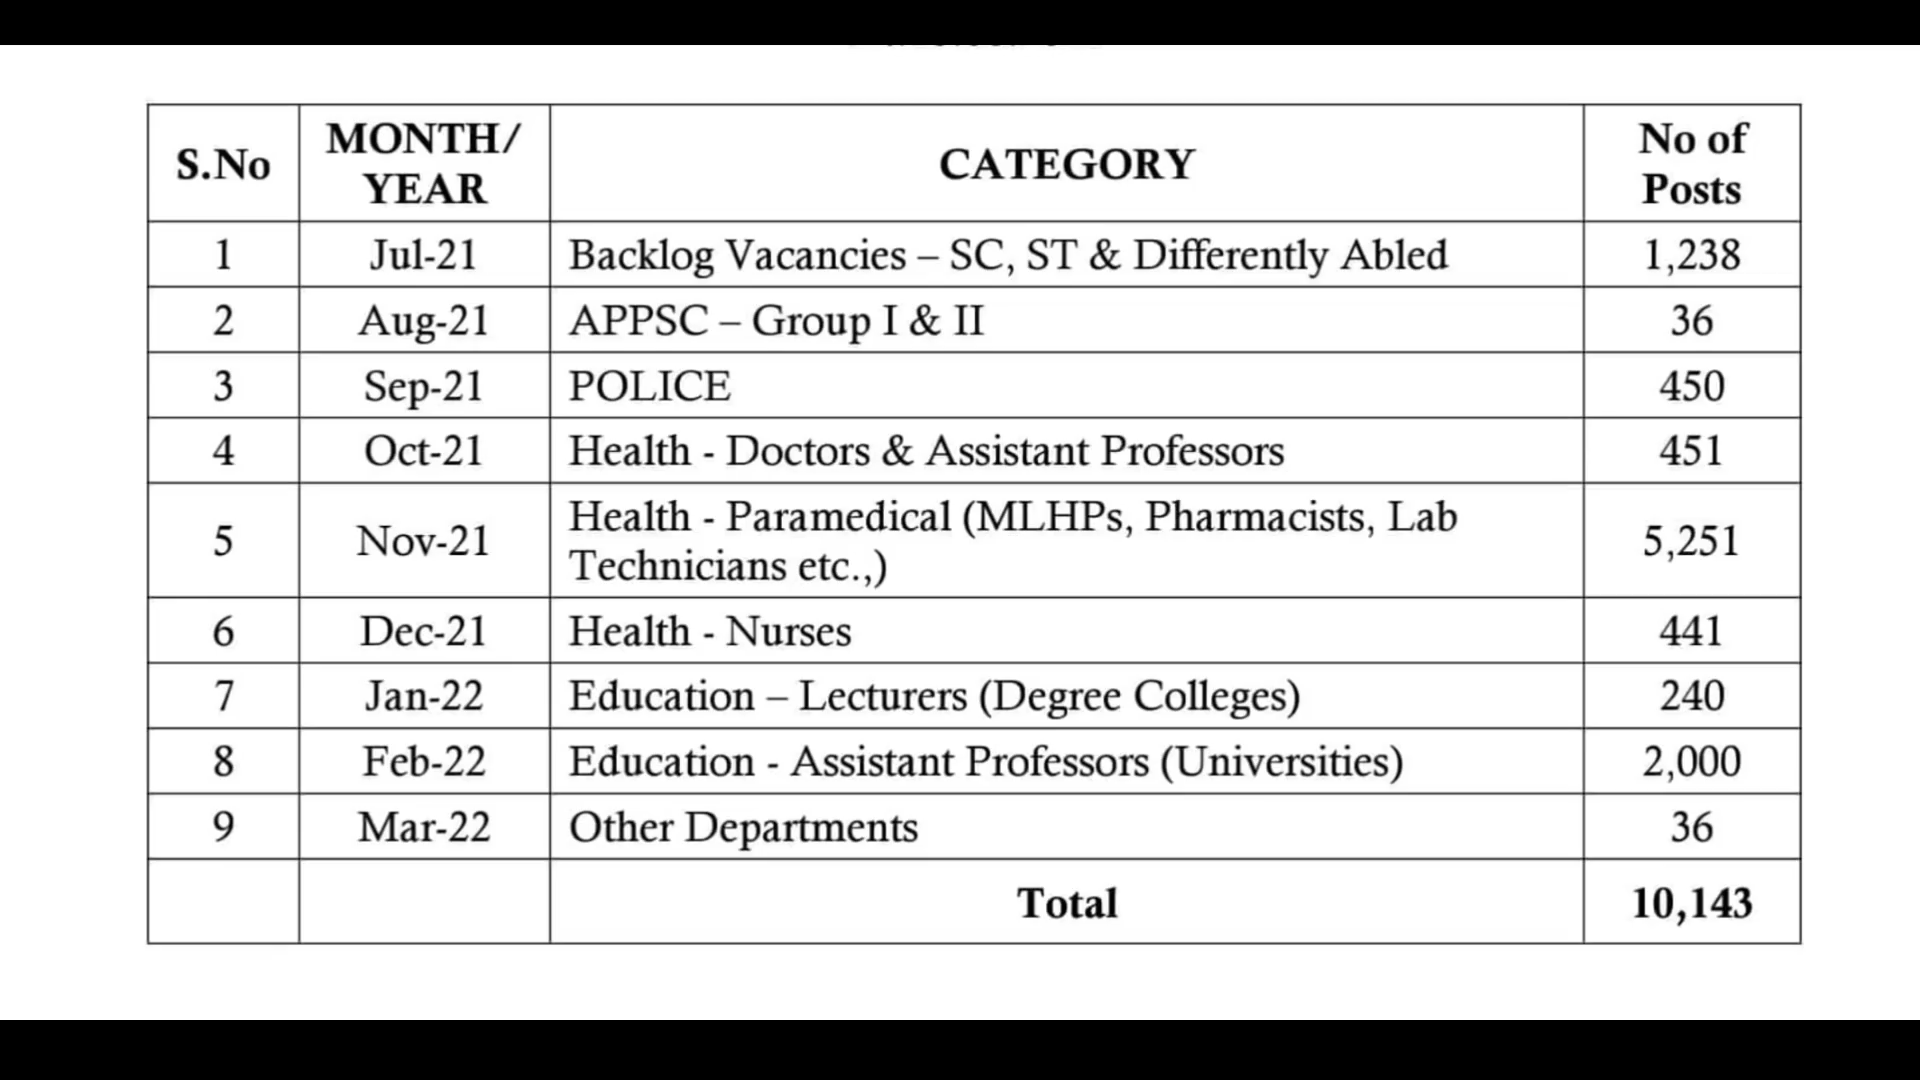 S.No MONTH/ YEAR CATEGORY No of Posts
1 Jul-21 Backlog Vacancies – SC, ST & Differently Abled 1,238
2 Aug-21 APPSC – Group I & II 36
3 Sep-21 POLICE 450
4 Oct-21 Health - Doctors & Assistant Professors 451
5 Nov-21 Health - Paramedical (MLHPs, Pharmacists, Lab Technicians etc.,) 5,251
6 Dec-21 Health - Nurses 441
7 Jan-22 Education – Lecturers (Degree Colleges) 240
8 Feb-22 Education - Assistant Professors (Universities) 2,000
9 Mar-22 Other Departments 36
Total 10,143